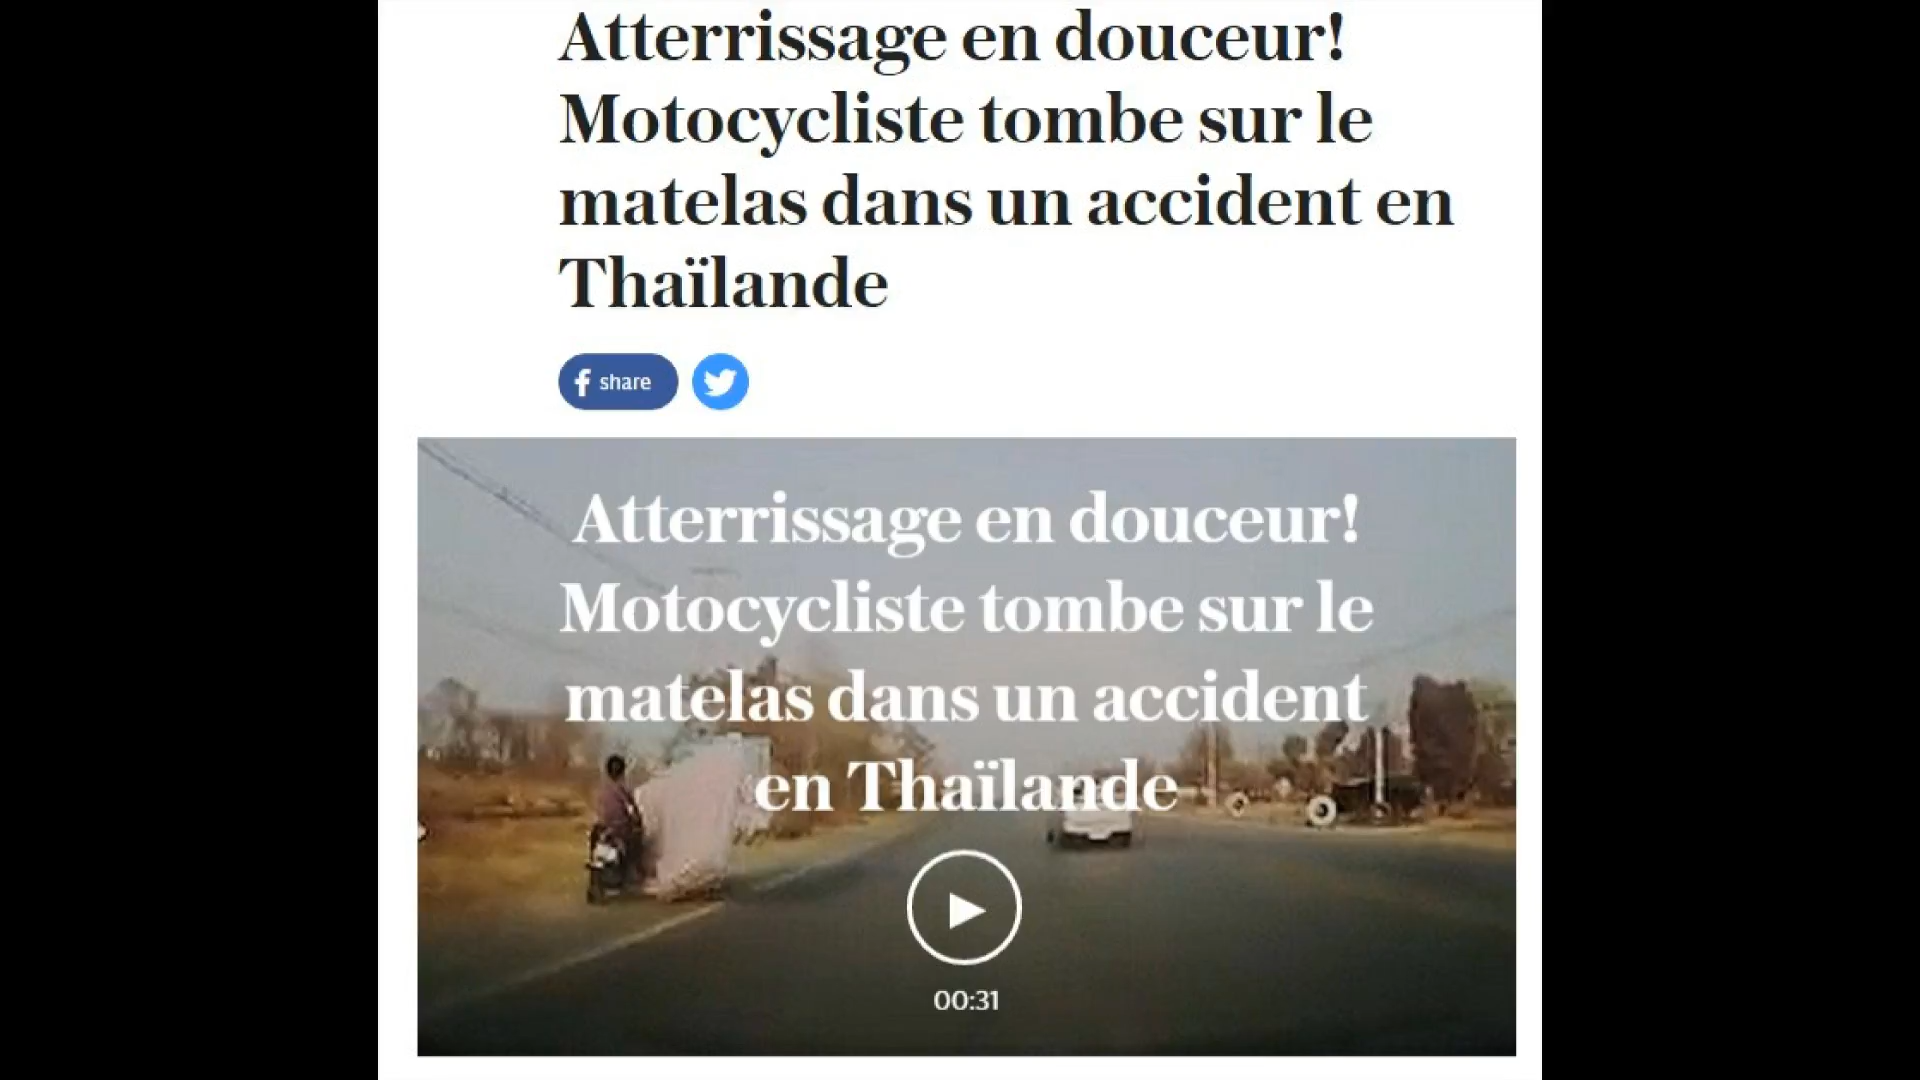 Atterrissage en douceur!
Motocycliste tombe sur le
matelas dans un accident en
Thaïlande
share
Atterrissage en douceur!
Motocycliste tombe sur le
matelas dans un accident
en Thaïlande
00:31